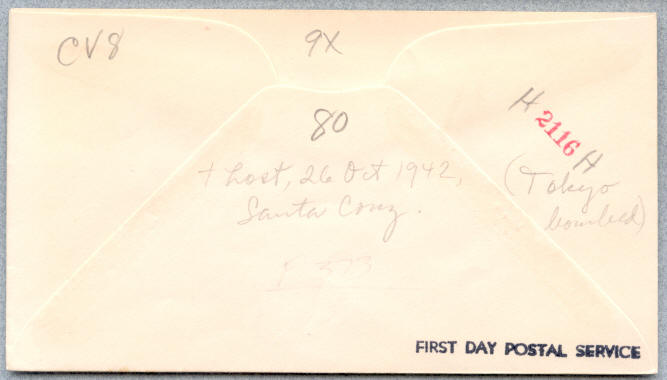 CV8
9X
80
H 2116 H
† Lost, 26 Oct 1942,
Santa Cruz.
(Tokyo
bombed)
FIRST DAY POSTAL SERVICE